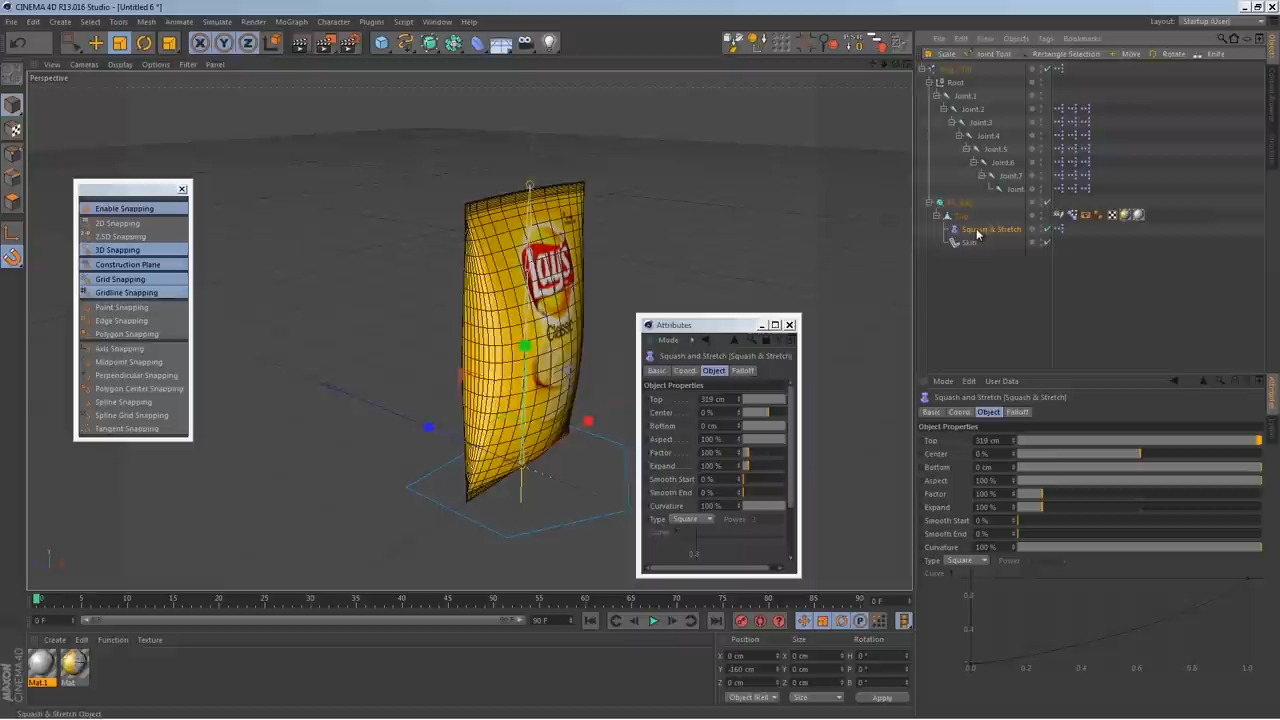 CINEMA 4D R13.016 Studio - [Untitled 6 *]
File Edit Create Select Tools Mesh Animate Simulate Render MoGraph Character Plugins Script Window Help
Layout: Startup (User)
File Edit View Objects Tags Bookmarks
Scale Joint Tool Rectangle Selection Move Rotate Knife
View Cameras Display Options Filter Panel
Perspective
Root
Joint.1
Joint.2
Joint.3
Joint.4
Joint.5
Joint.6
Joint.7
Joint
Squash & Stretch
Skin
Enable Snapping
2D Snapping
2.5D Snapping
3D Snapping
Construction Plane
Grid Snapping
Gridline Snapping
Point Snapping
Edge Snapping
Polygon Snapping
Axis Snapping
Midpoint Snapping
Perpendicular Snapping
Polygon Center Snapping
Spline Snapping
Spline Grid Snapping
Tangent Snapping
Lay's
Classic
Attributes
Mode
Squash and Stretch [Squash & Stretch]
Basic Coord. Object Falloff
Object Properties
Top 319 cm
Center 0 %
Bottom 0 cm
Aspect 100 %
Factor 100 %
Expand 100 %
Smooth Start 0 %
Smooth End 0 %
Curvature 100 %
Type Square Power 2
Curve
0.8
Mode Edit User Data
Squash and Stretch [Squash & Stretch]
Basic Coord. Object Falloff
Object Properties
Top 319 cm
Center 0 %
Bottom 0 cm
Aspect 100 %
Factor 100 %
Expand 100 %
Smooth Start 0 %
Smooth End 0 %
Curvature 100 %
Type Square Power
Curve
0.8
0.4
0.0 0.2 0.4 0.6 0.8 1.0
0 5 10 15 20 25 30 35 40 45 50 55 60 65 70 75 80 85 90 0 F
0 F 90 F
Create Edit Function Texture
Mat.1 Mat
Position Size Rotation
X 0 cm X 0 cm H 0 °
Y -160 cm Y 0 cm P 0 °
Z 0 cm Z 0 cm B 0 °
Object (Rel) Size Apply
MAXON
CINEMA 4D
Squash & Stretch Object